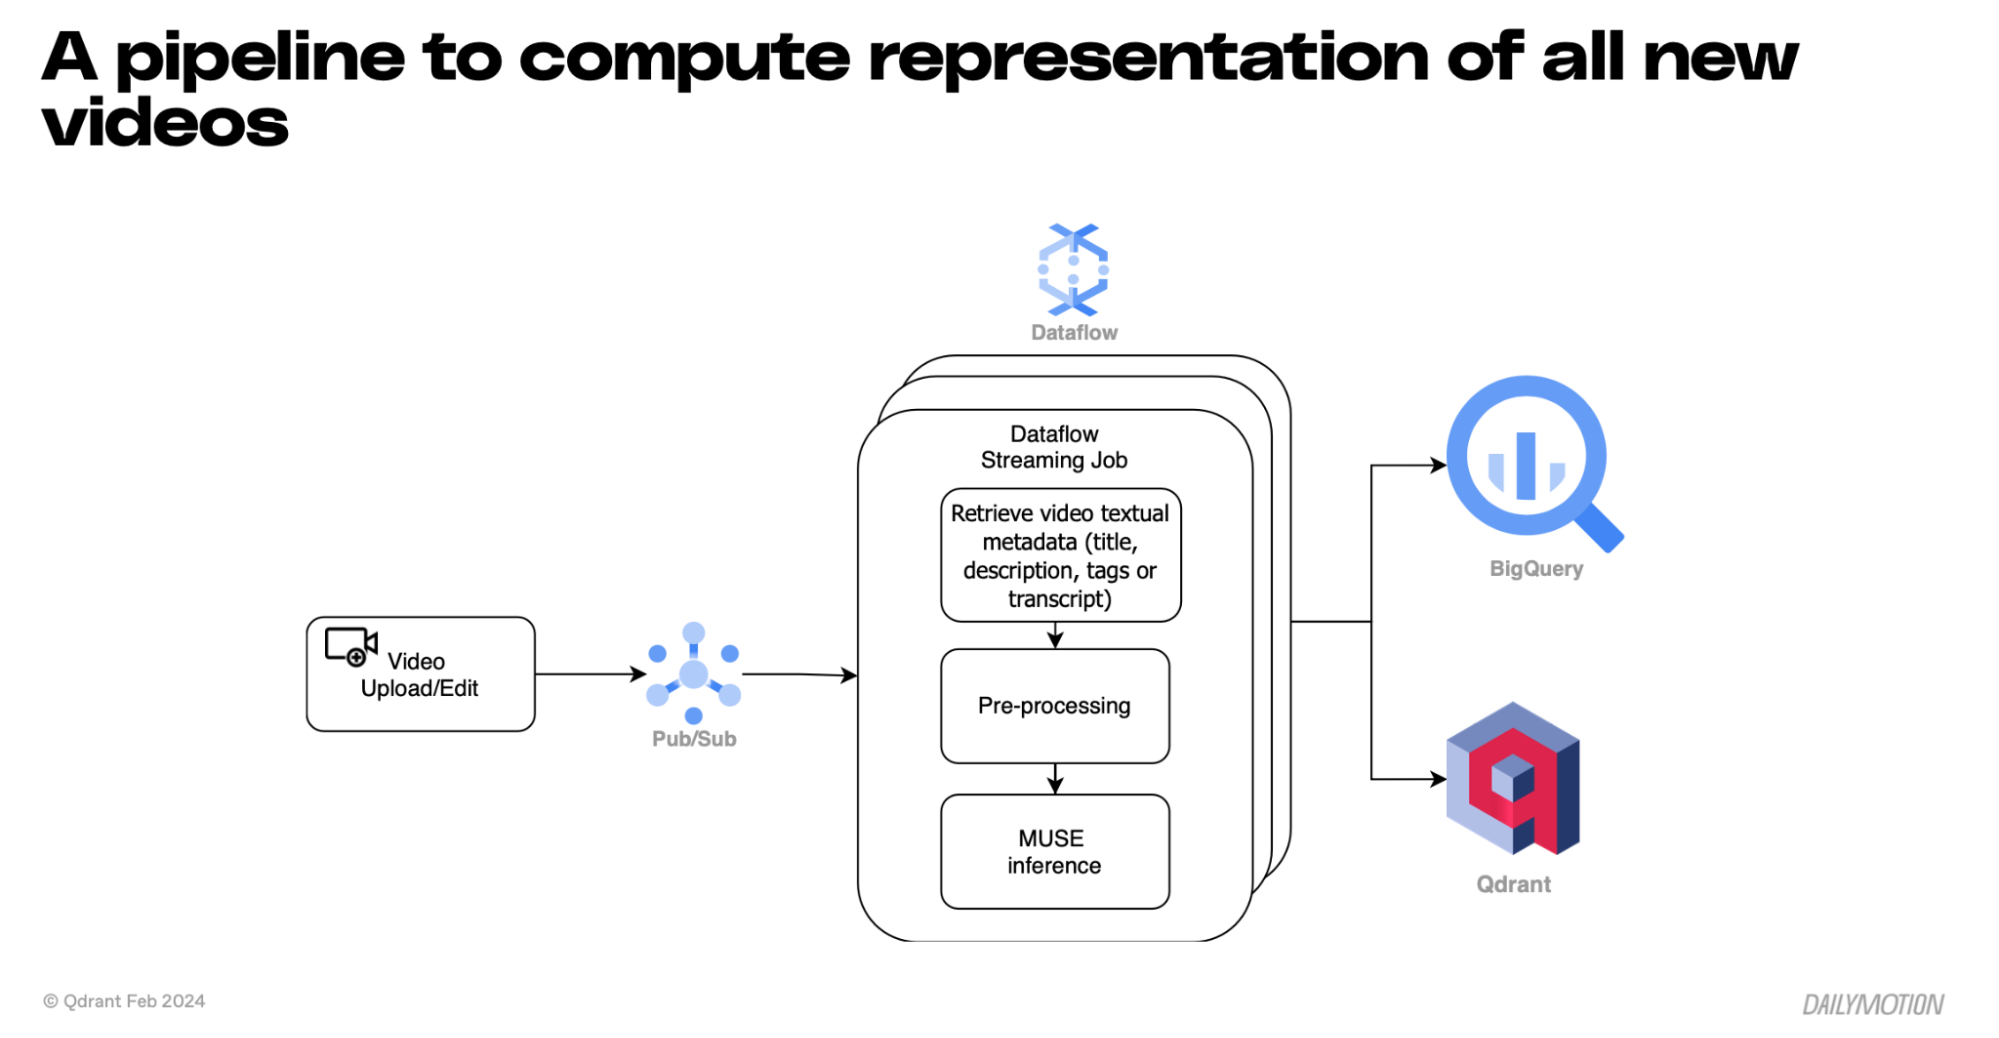 A pipeline to compute representation of all new
videos
Dataflow
Dataflow
Streaming Job
Retrieve video textual
metadata (title,
description, tags or
transcript)
Pre-processing
MUSE
inference
Video
Upload/Edit
Pub/Sub
BigQuery
Qdrant
© Qdrant Feb 2024
DAILYMOTION